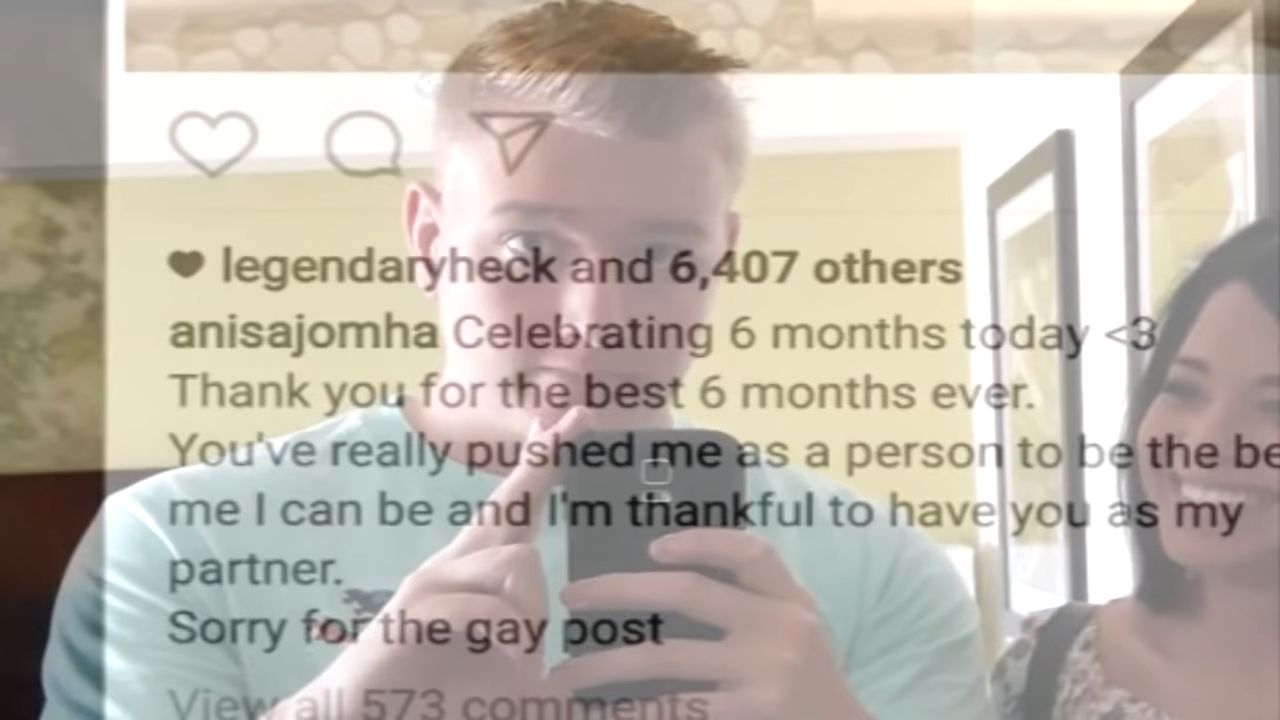 legendaryheck and 6,407 others
anisajomha Celebrating 6 months today <3
Thank you for the best 6 months ever.
You've really pushed me as a person to be the be
me I can be and I'm thankful to have you as my
partner.
Sorry for the gay post
View all 573 comments